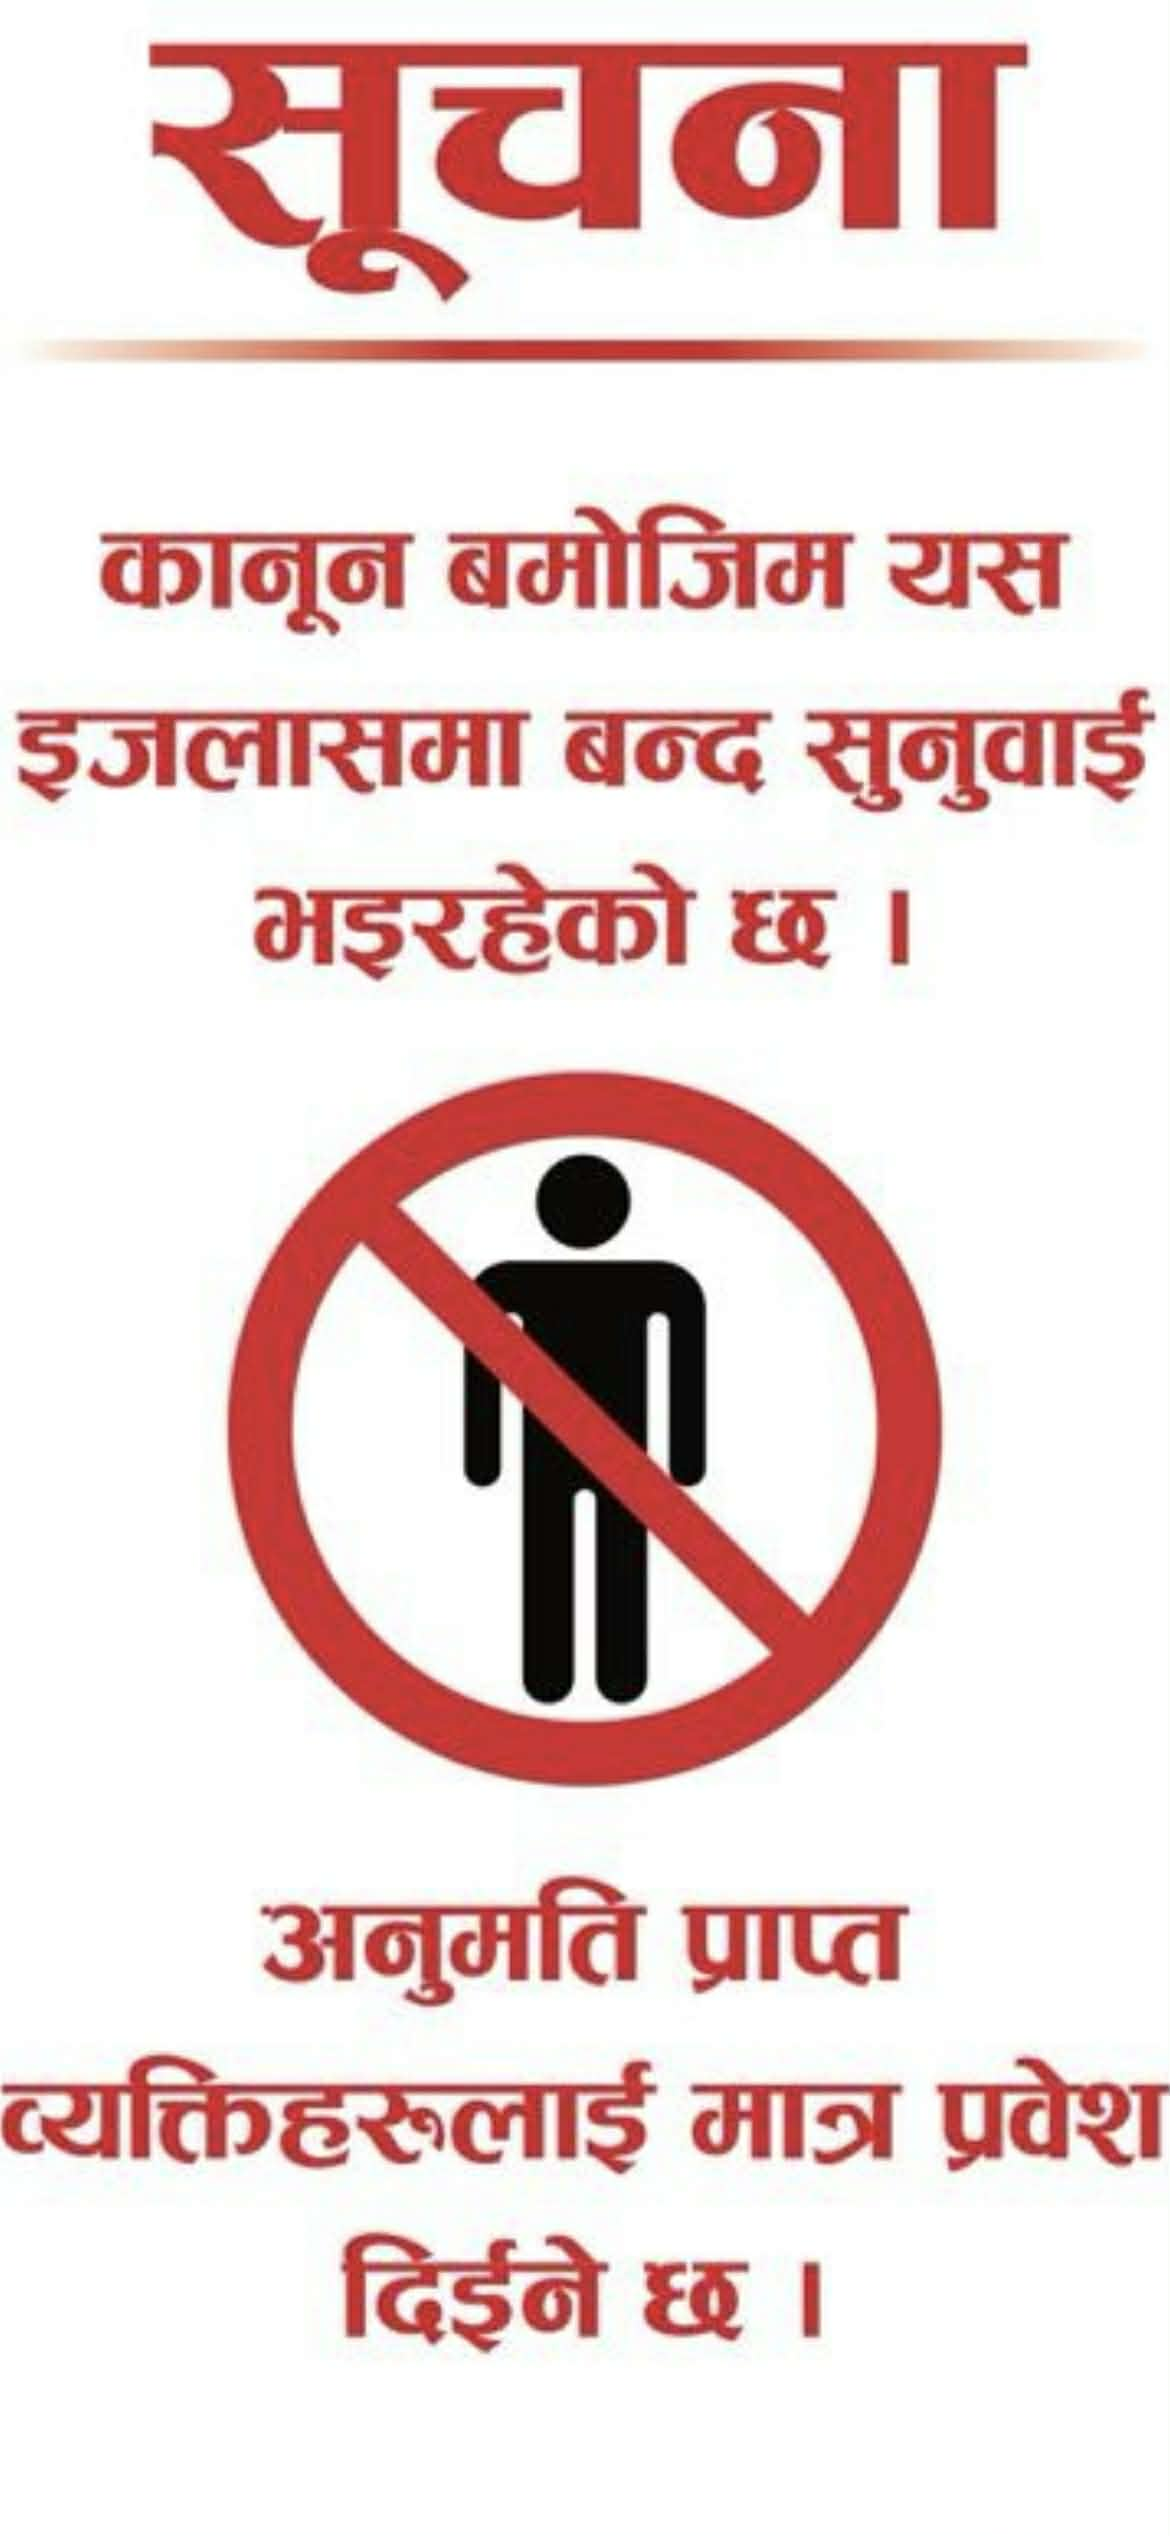 सूचना
कानून बमोजिम यस
इजलासमा बन्द सुनुवाई
भइरहेको छ ।
अनुमति प्राप्त
व्यक्तिहरुलाई मात्र प्रवेश
दिईने छ ।